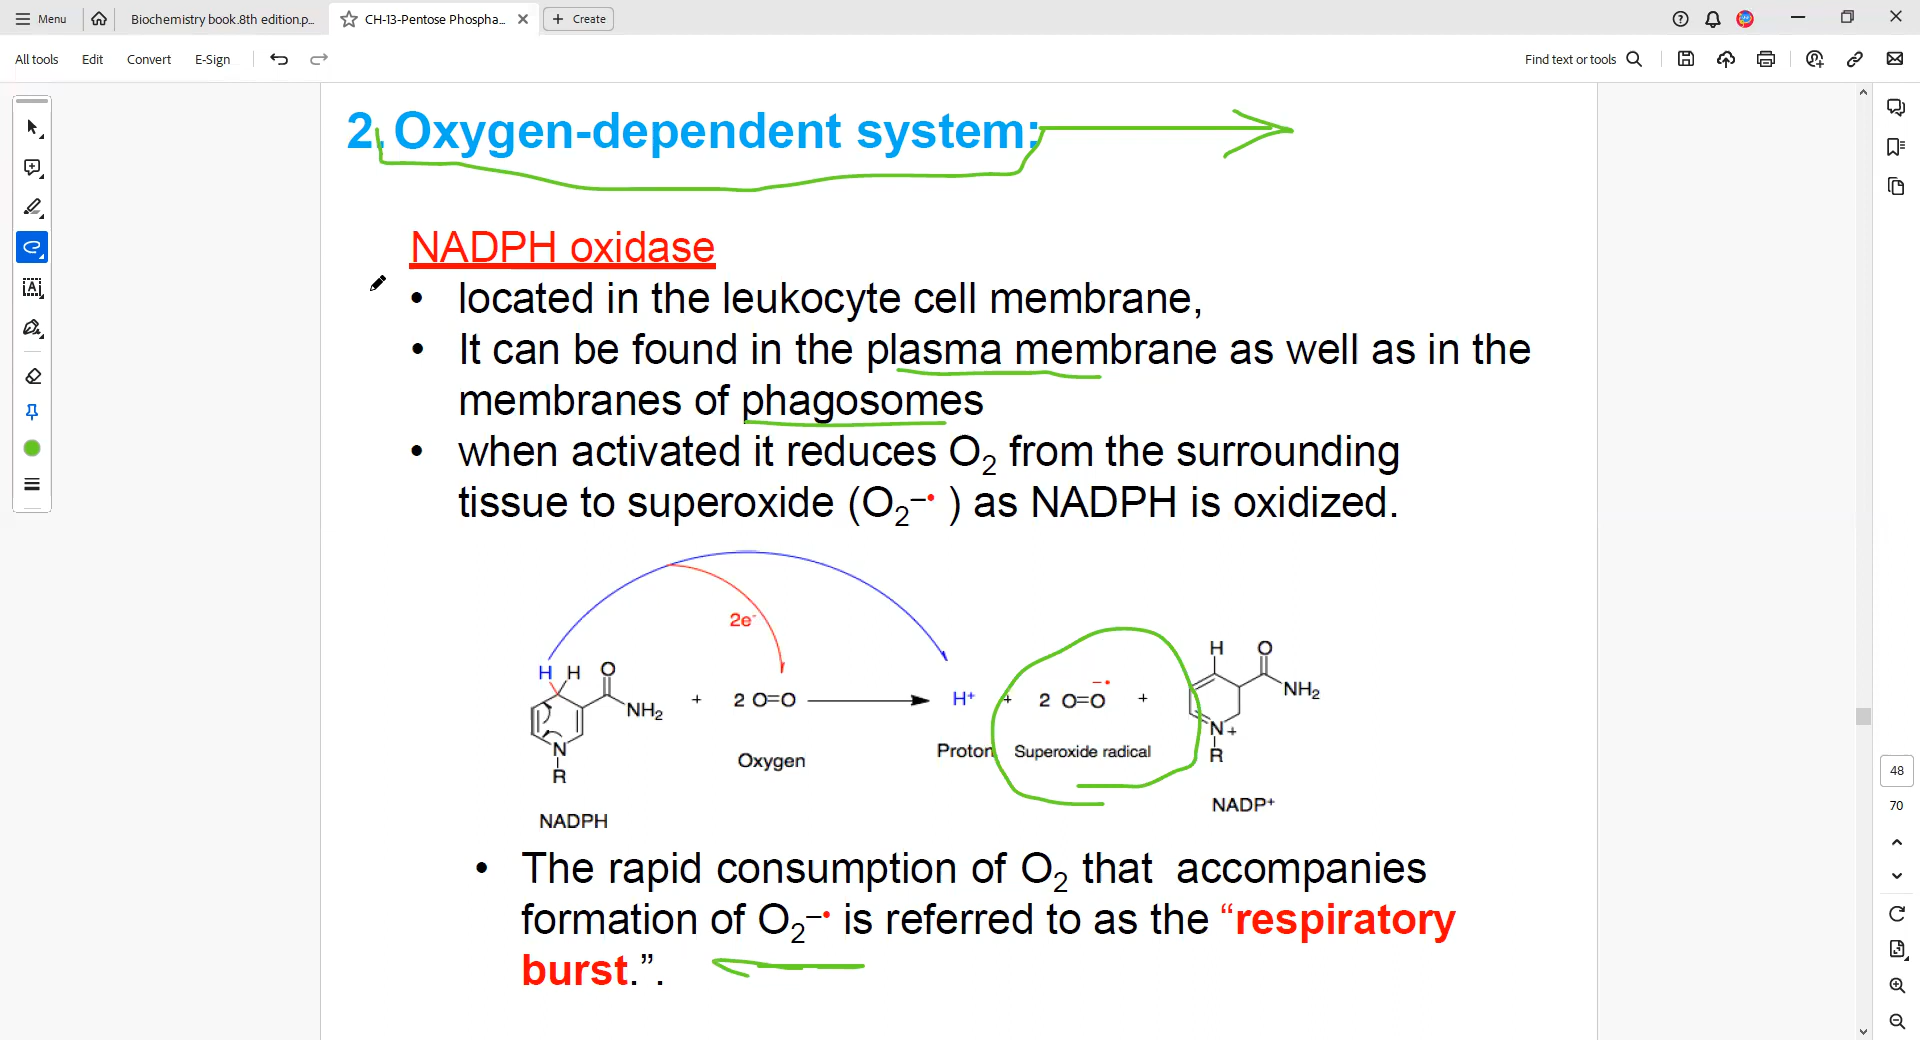 Menu
Biochemistry book.8th edition.p...
CH-13-Pentose Phospha...
Create
All tools
Edit
Convert
E-Sign
Find text or tools
2. Oxygen-dependent system:
NADPH oxidase
• located in the leukocyte cell membrane,
• It can be found in the plasma membrane as well as in the
membranes of phagosomes
• when activated it reduces O₂ from the surrounding
tissue to superoxide (O₂⁻• ) as NADPH is oxidized.
2e⁻
H H O
NH₂
N
R
NADPH
+
2 O=O
Oxygen
H⁺
Proton
+
2 O=O⁻•
Superoxide radical
+
H O
NH₂
N+
R
NADP⁺
• The rapid consumption of O₂ that accompanies
formation of O₂⁻• is referred to as the “respiratory
burst.”.
48
70